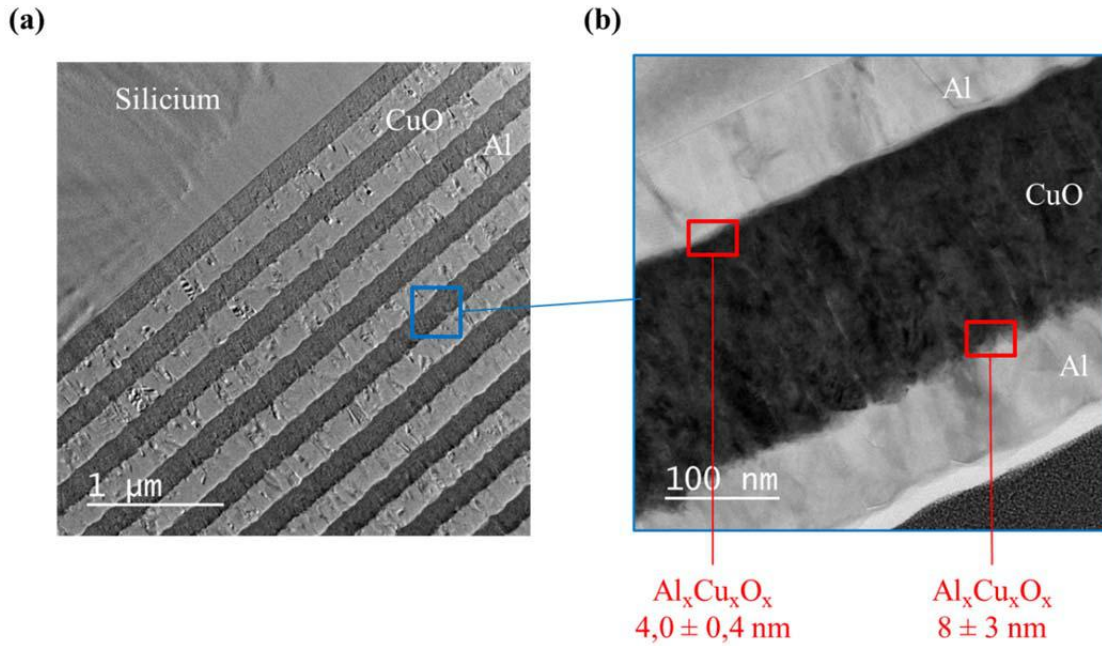 (a)
(b)
Silicium
CuO
Al
1 µm
Al
CuO
Al
100 nm
AlₓCuₓOₓ
4,0 ± 0,4 nm
AlₓCuₓOₓ
8 ± 3 nm